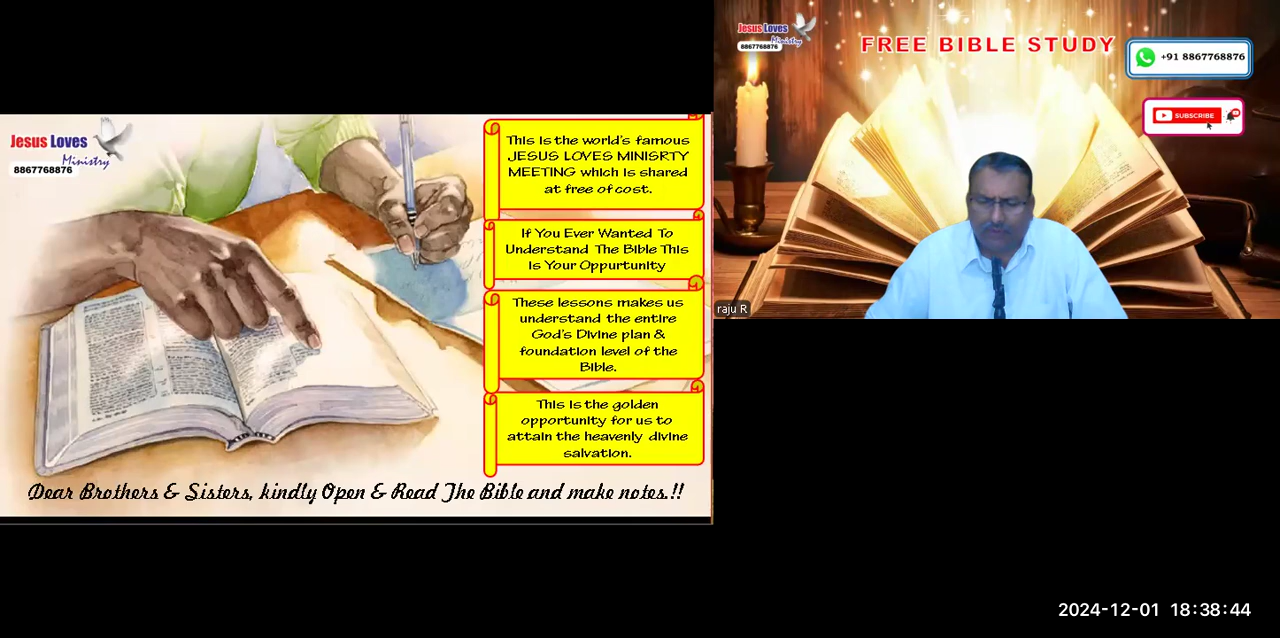 Jesus Loves
Ministry
8867768876
This is the world's famous
JESUS LOVES MINISRTY
MEETING which is shared
at free of cost.
If You Ever Wanted To
Understand The Bible This
is Your Oppurtunity
These lessons makes us
understand the entire
God's Divine plan &
foundation level of the
Bible.
This is the golden
opportunity for us to
attain the heavenly divine
salvation.
Dear Brothers & Sisters, kindly Open & Read The Bible and make notes.!!
Jesus Loves
Ministry
8867768876
FREE BIBLE STUDY
+91 8867768876
SUBSCRIBE
raju R
2024-12-01 18:38:44